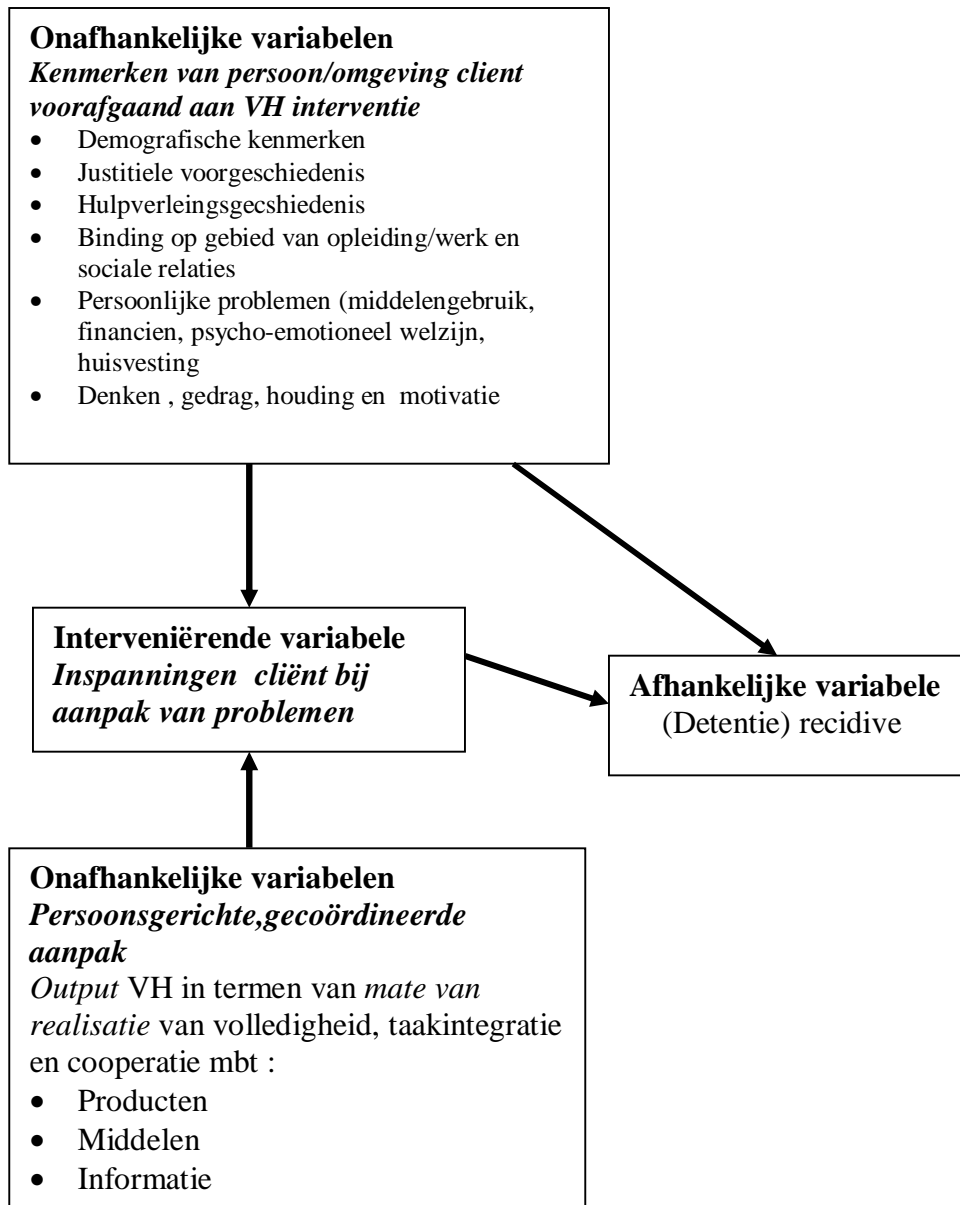 Onafhankelijke variabelen
Kenmerken van persoon/omgeving client
voorafgaand aan VH interventie
• Demografische kenmerken
• Justitiele voorgeschiedenis
• Hulpverleingsgecshiedenis
• Binding op gebied van opleiding/werk en
sociale relaties
• Persoonlijke problemen (middelengebruik,
financien, psycho-emotioneel welzijn,
huisvesting
• Denken , gedrag, houding en motivatie
Interveniërende variabele
Inspanningen cliënt bij
aanpak van problemen
Afhankelijke variabele
(Detentie) recidive
Onafhankelijke variabelen
Persoonsgerichte,gecoördineerde
aanpak
Output VH in termen van mate van
realisatie van volledigheid, taakintegratie
en cooperatie mbt :
• Producten
• Middelen
• Informatie